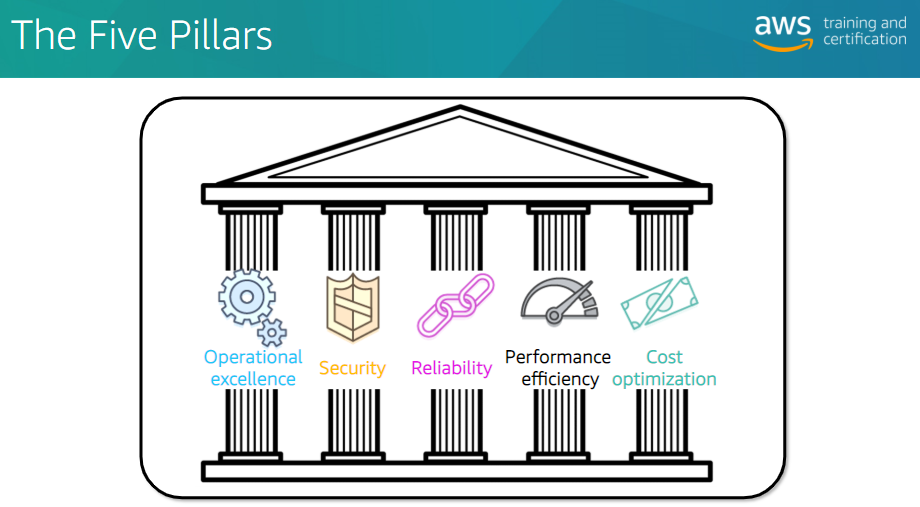 The Five Pillars
aws training and
certification
Operational
excellence
Security
Reliability
Performance
efficiency
Cost
optimization